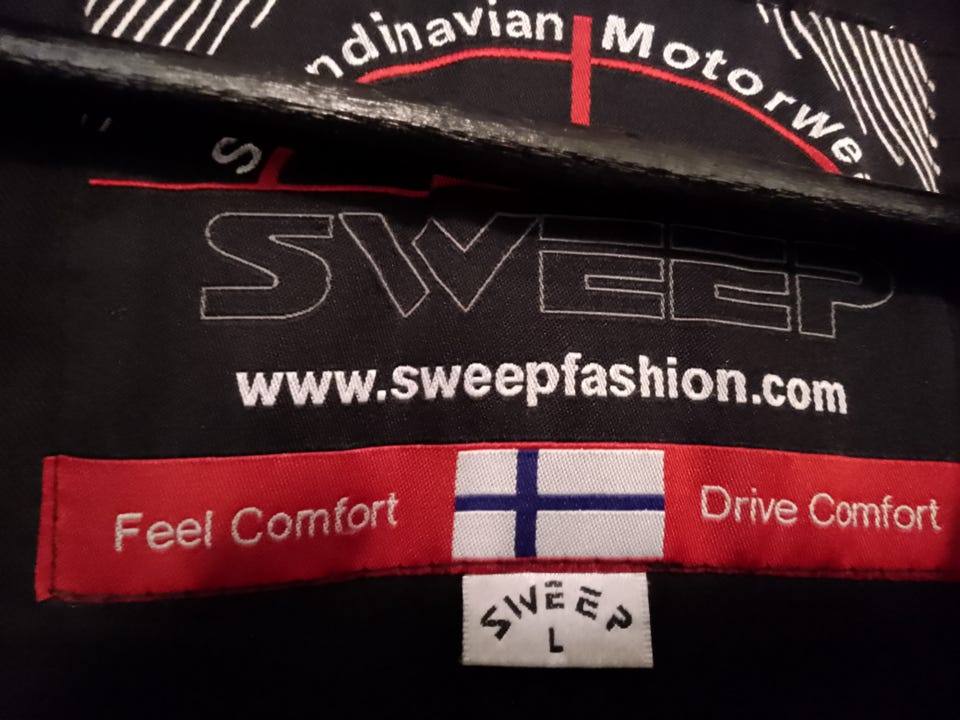 ndinavian Motorwe
S
SWEEP
www.sweepfashion.com
Feel Comfort
Drive Comfort
SWEEP
L